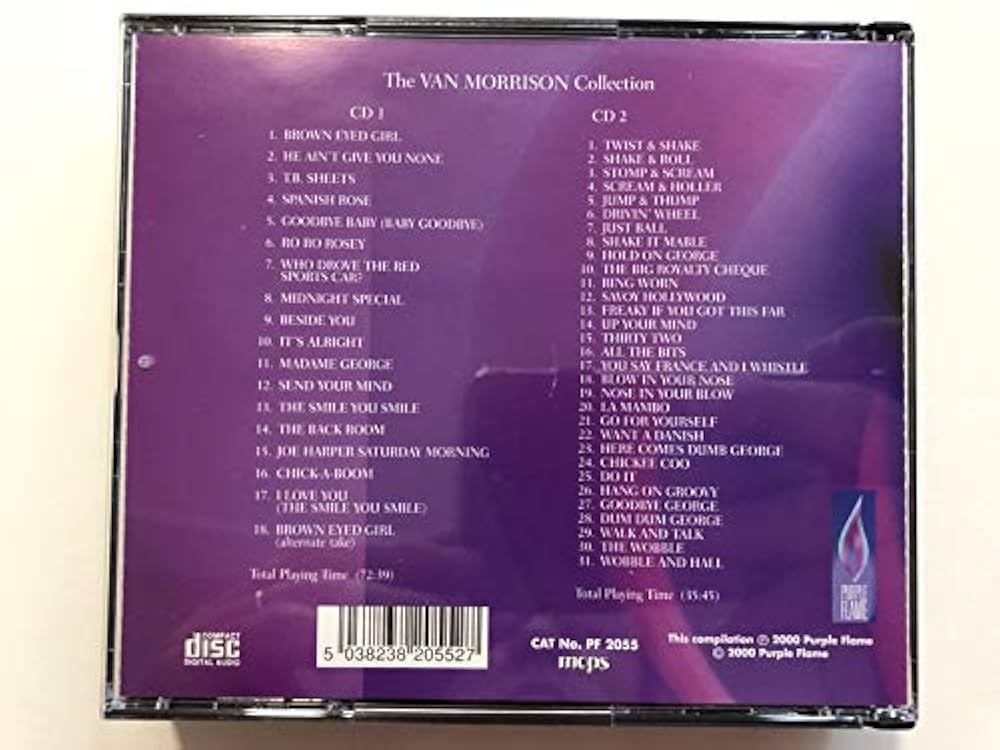 The VAN MORRISON Collection
CD 1
1. BROWN EYED GIRL
2. HE AIN'T GIVE YOU NONE
3. T.B. SHEETS
4. SPANISH ROSE
5. GOODBYE BABY (BABY GOODBYE)
6. RO RO ROSEY
7. WHO DROVE THE RED
SPORTS CAR?
8. MIDNIGHT SPECIAL
9. BESIDE YOU
10. IT'S ALRIGHT
11. MADAME GEORGE
12. SEND YOUR MIND
13. THE SMILE YOU SMILE
14. THE BACK ROOM
15. JOE HARPER SATURDAY MORNING
16. CHICK-A-BOOM
17. I LOVE YOU
(THE SMILE YOU SMILE)
18. BROWN EYED GIRL
(alternate take)
Total Playing Time (72:39)
CD 2
1. TWIST & SHAKE
2. SHAKE & ROLL
3. STOMP & SCREAM
4. SCREAM & HOLLER
5. JUMP & THUMP
6. DRIVIN' WHEEL
7. JUST BALL
8. SHAKE IT MABLE
9. HOLD ON GEORGE
10. THE BIG ROYALTY CHEQUE
11. RING WORN
12. SAVOY HOLLYWOOD
13. FREAKY IF YOU GOT THIS FAR
14. UP YOUR MIND
15. THIRTY TWO
16. ALL THE BITS
17. YOU SAY FRANCE AND I WHISTLE
18. BLOW IN YOUR NOSE
19. NOSE IN YOUR BLOW
20. LA MAMBO
21. GO FOR YOURSELF
22. WANT A DANISH
23. HERE COMES DUMB GEORGE
24. CHICKEE COO
25. DO IT
26. HANG ON GROOVY
27. GOODBYE GEORGE
28. DUM DUM GEORGE
29. WALK AND TALK
30. THE WOBBLE
31. WOBBLE AND HALL
Total Playing Time (35:45)
PURPLE
FLAME
COMPACT
disc
DIGITAL AUDIO
5 038238 205527
CAT No. PF 2055
mcps
This compilation ℗ 2000 Purple Flame
© 2000 Purple Flame